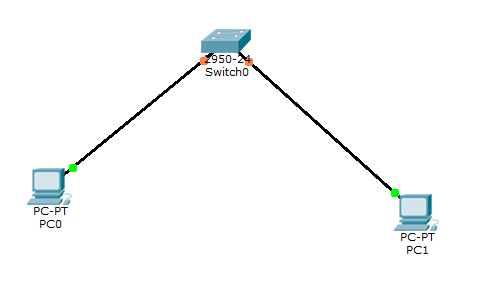 2950-24
Switch0
PC-PT
PC0
PC-PT
PC1